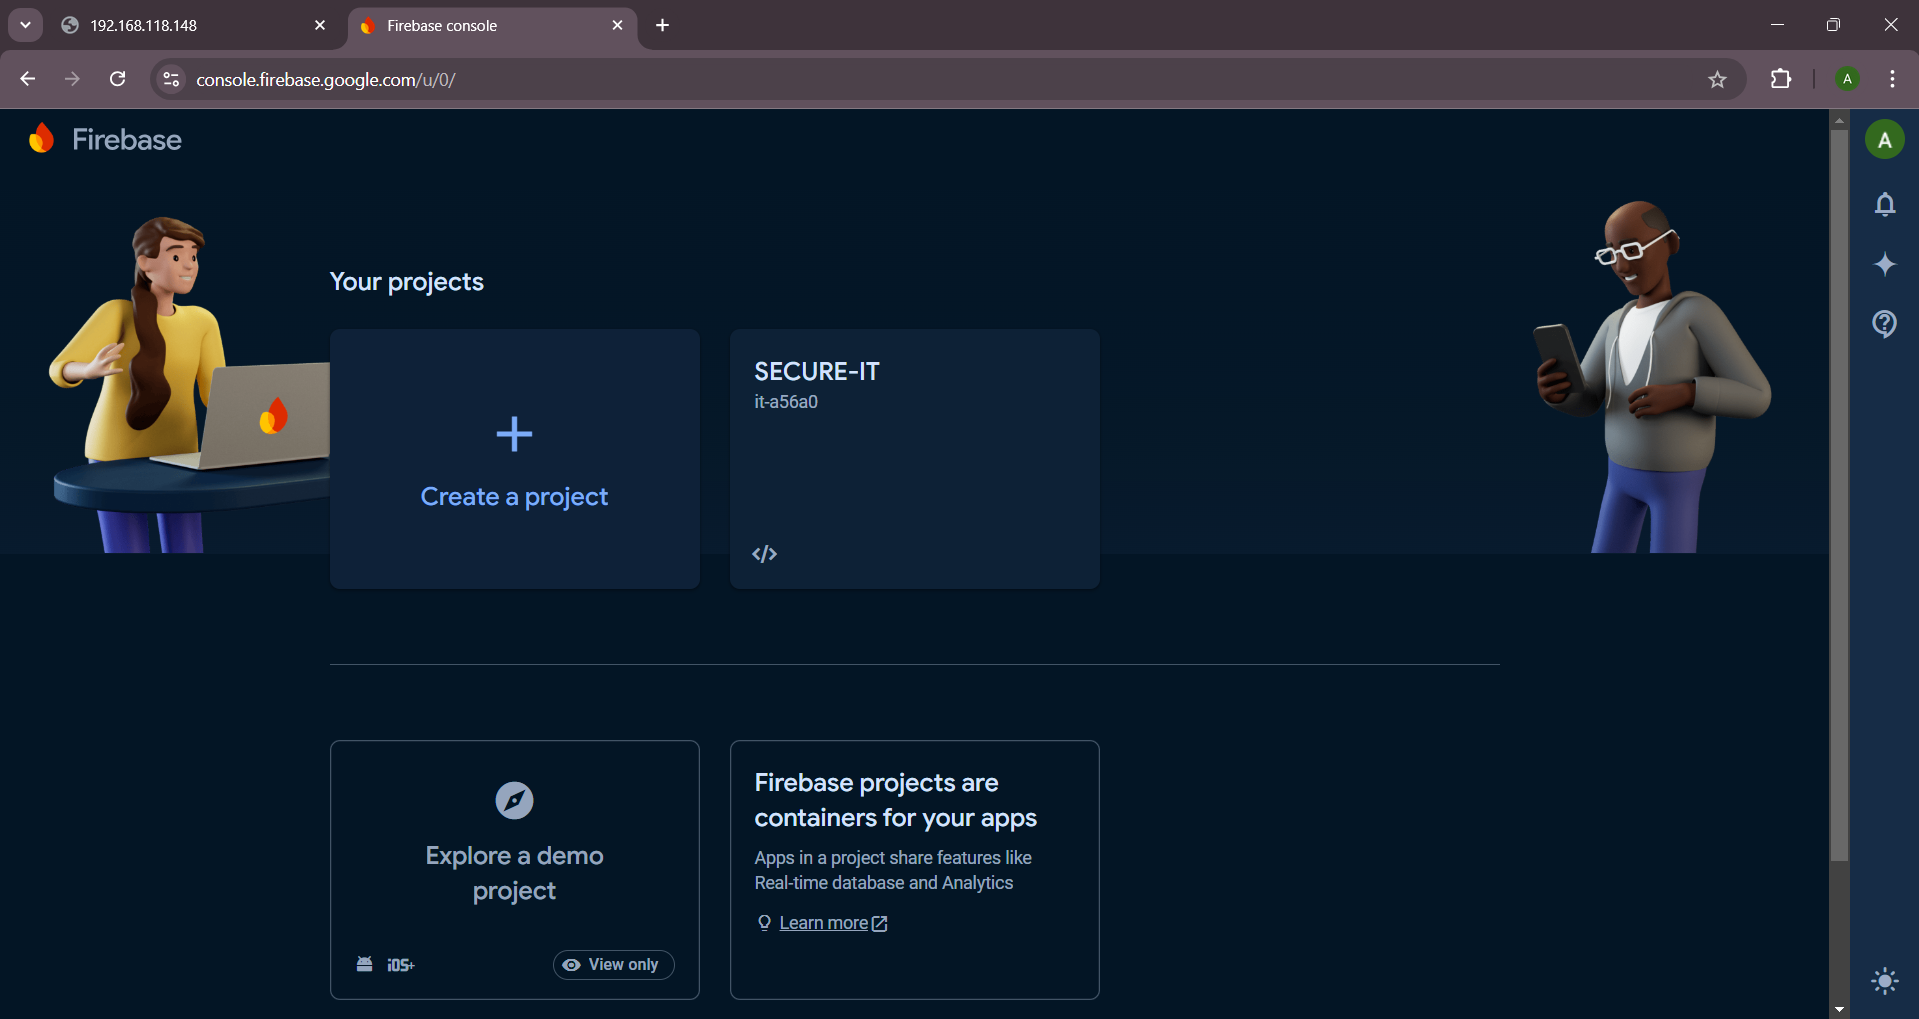 192.168.118.148
Firebase console
console.firebase.google.com/u/0/
A
Firebase
A
Your projects
Create a project
SECURE-IT
it-a56a0
</>
Explore a demo
project
iOS+
View only
Firebase projects are
containers for your apps
Apps in a project share features like
Real-time database and Analytics
Learn more